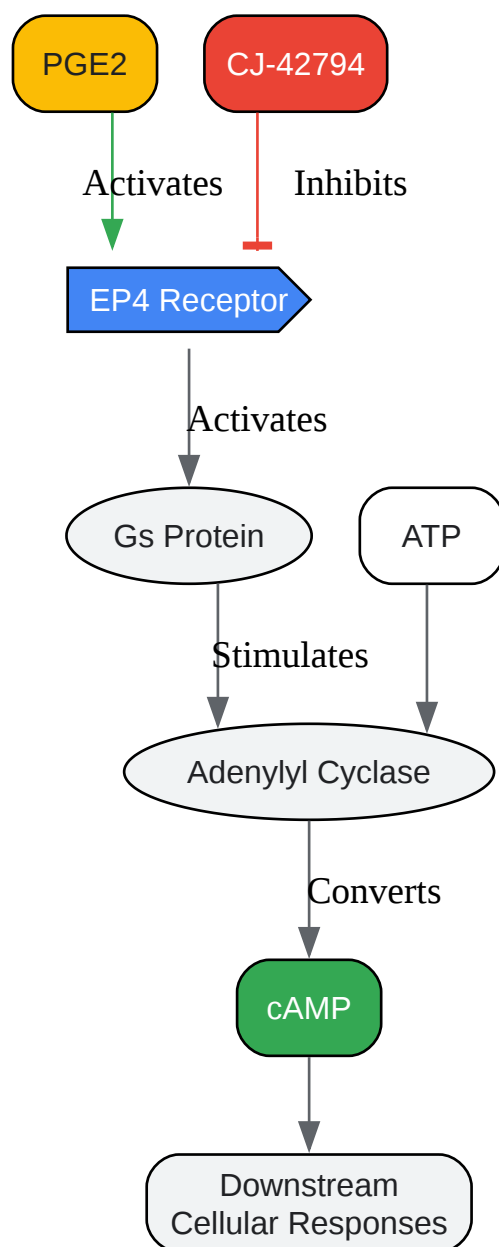 PGE2
CJ-42794
Activates
Inhibits
EP4 Receptor
Activates
Gs Protein
ATP
Stimulates
Adenylyl Cyclase
Converts
cAMP
Downstream
Cellular Responses